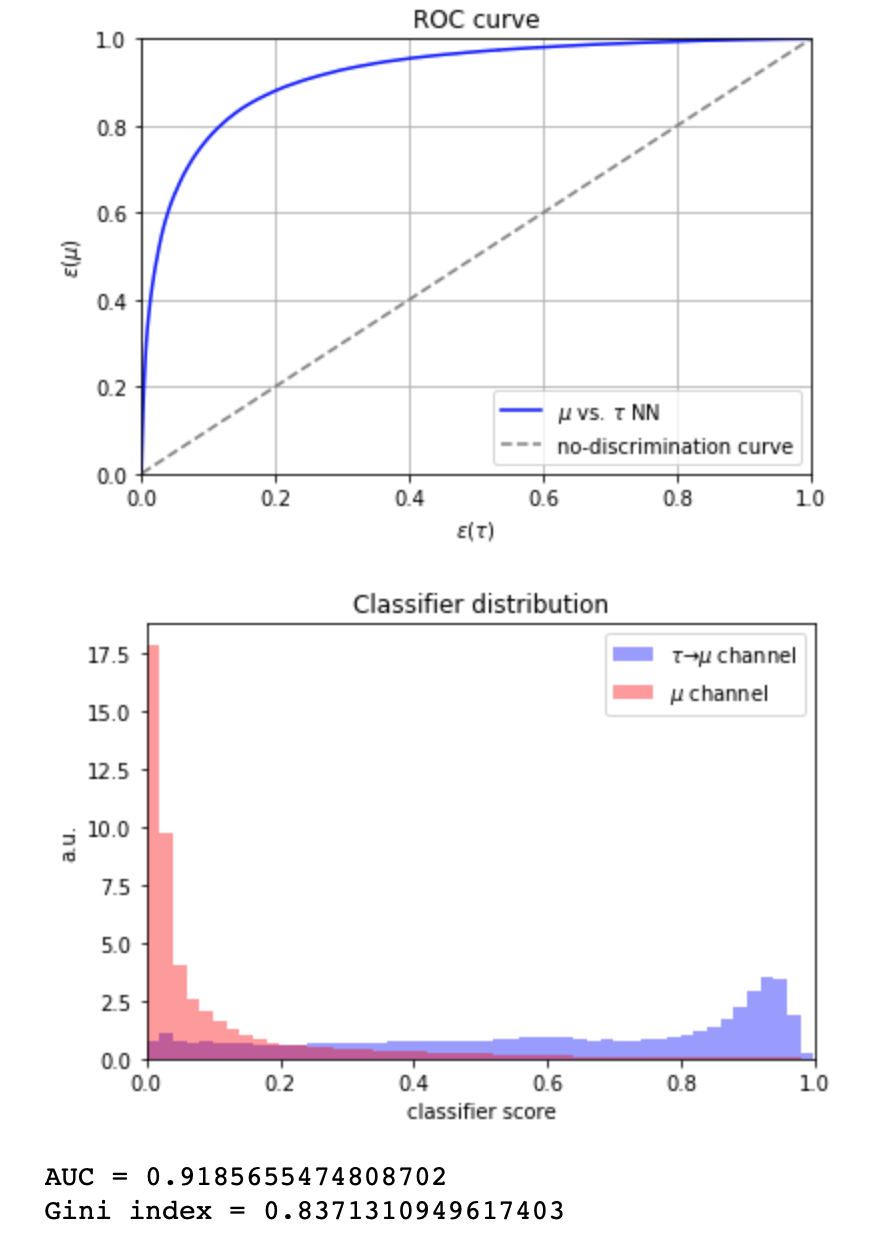 ROC curve
1.0
0.8
0.6
0.4
0.2
0.0
ε(μ)
μ vs. τ NN
no-discrimination curve
0.0 0.2 0.4 0.6 0.8 1.0
ε(τ)
Classifier distribution
17.5
15.0
12.5
10.0
7.5
5.0
2.5
0.0
a.u.
τ→μ channel
μ channel
0.0 0.2 0.4 0.6 0.8 1.0
classifier score
AUC = 0.9185655474808702
Gini index = 0.8371310949617403